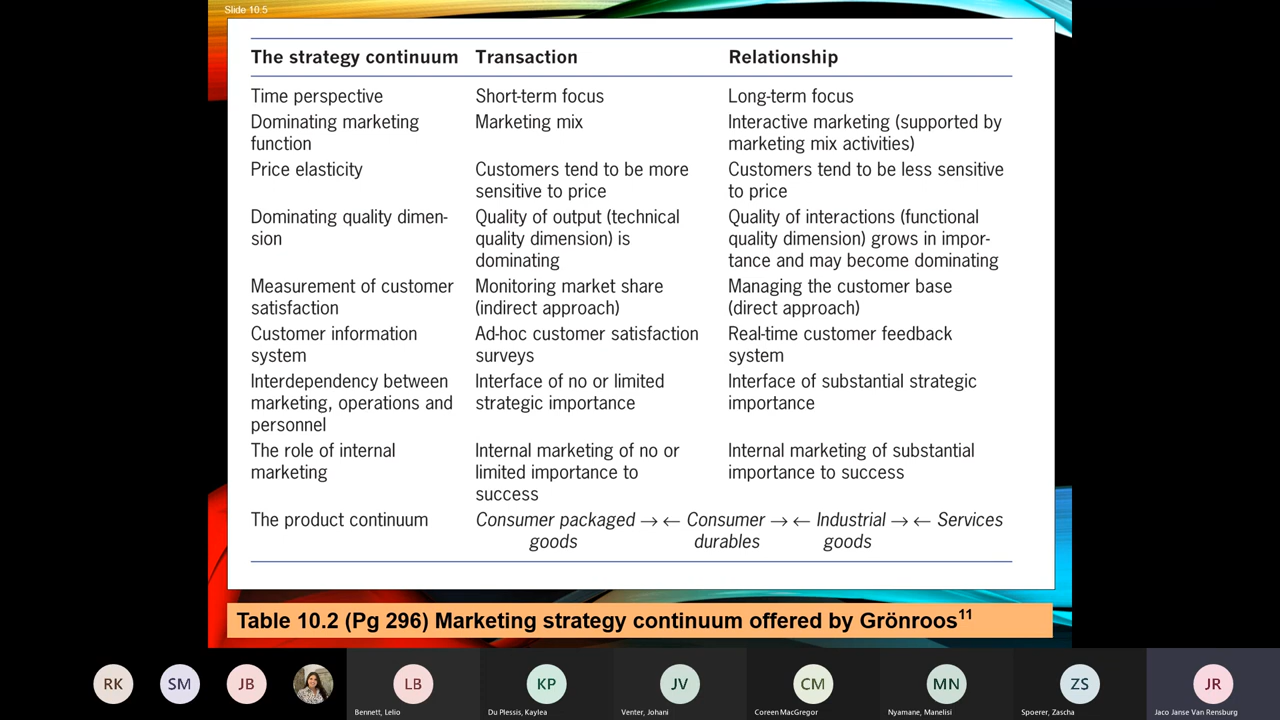 Slide 10.5
The strategy continuum Transaction Relationship
Time perspective Short-term focus Long-term focus
Dominating marketing Marketing mix Interactive marketing (supported by
function marketing mix activities)
Price elasticity Customers tend to be more Customers tend to be less sensitive
sensitive to price to price
Dominating quality dimen- Quality of output (technical Quality of interactions (functional
sion quality dimension) is quality dimension) grows in impor-
dominating tance and may become dominating
Measurement of customer Monitoring market share Managing the customer base
satisfaction (indirect approach) (direct approach)
Customer information Ad-hoc customer satisfaction Real-time customer feedback
system surveys system
Interdependency between Interface of no or limited Interface of substantial strategic
marketing, operations and strategic importance importance
personnel
The role of internal Internal marketing of no or Internal marketing of substantial
marketing limited importance to importance to success
success
The product continuum Consumer packaged → ← Consumer → ← Industrial → ← Services
goods durables goods
Table 10.2 (Pg 296) Marketing strategy continuum offered by Grönroos¹¹
RK SM JB LB KP JV CM MN ZS JR
Bennett, Lelio Du Plessis, Kaylea Venter, Johani Coreen MacGregor Nyamane, Manelisi Spoerer, Zascha Jaco Janse Van Rensburg